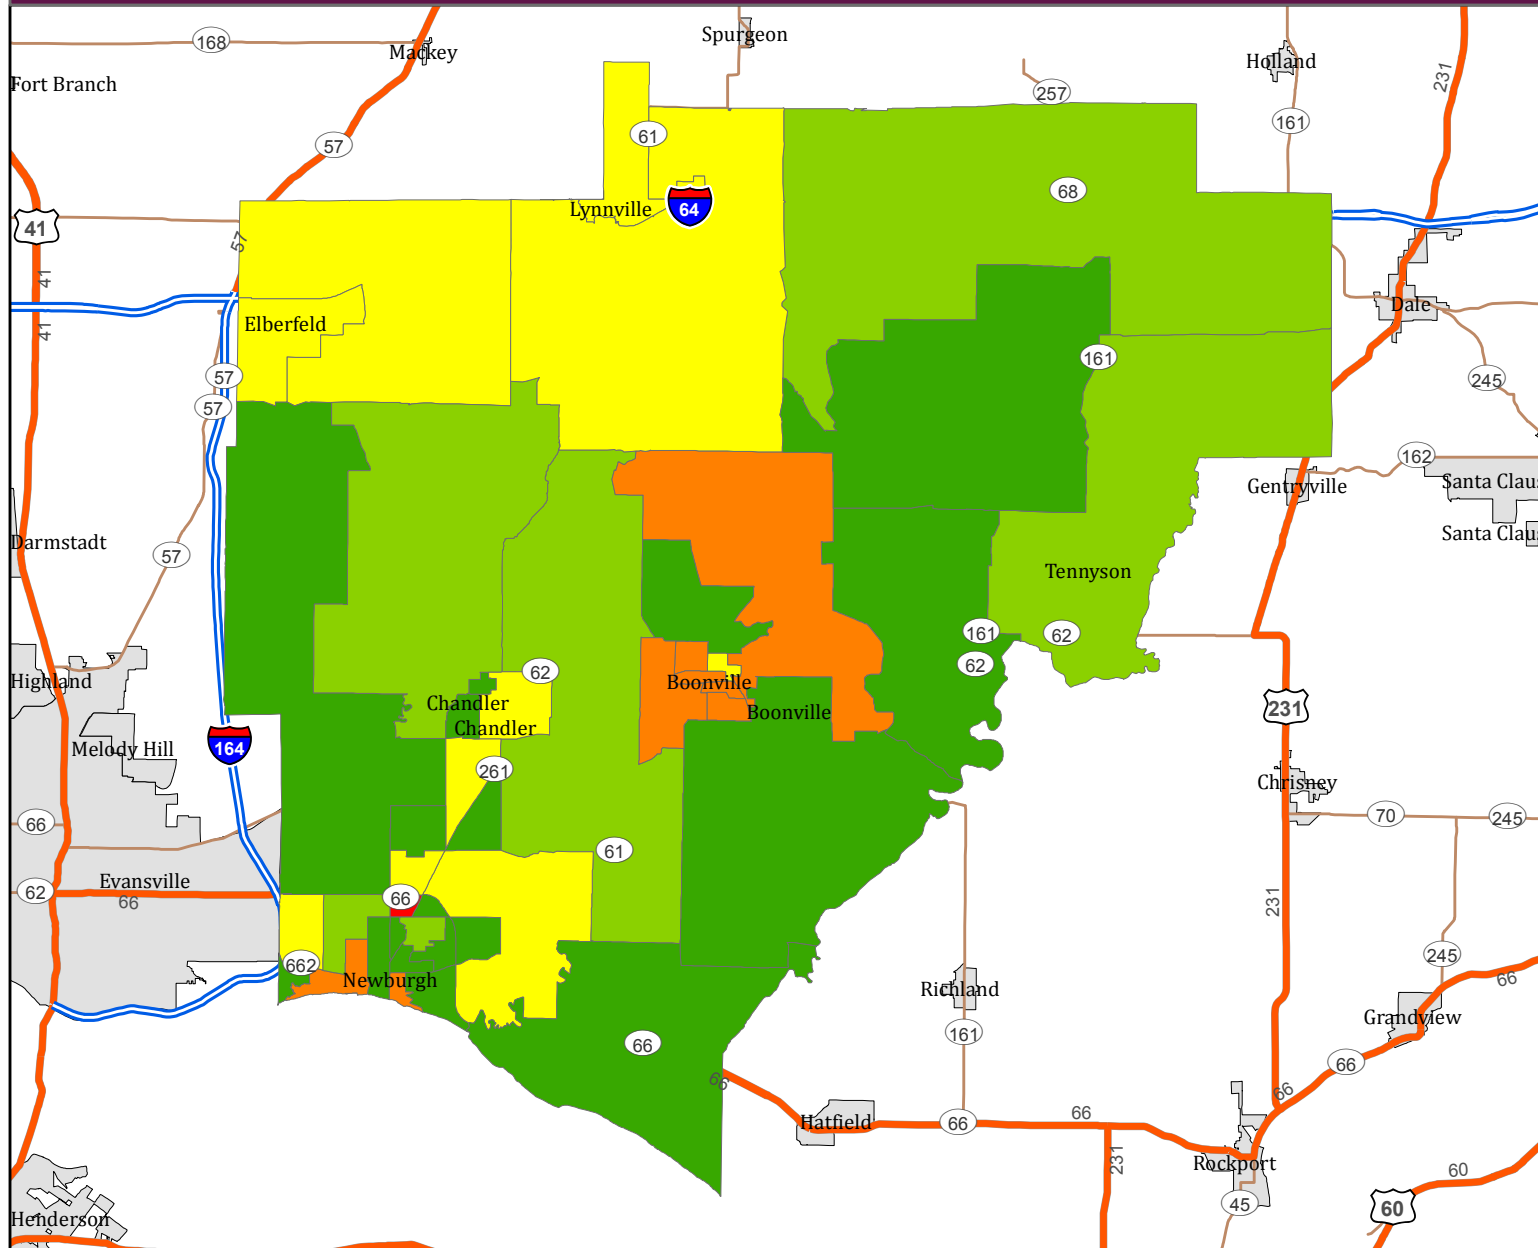 Spurgeon
168
Mackey
Holland
Fort Branch
231
257
161
61
57
68
64
Lynnville
41
57
41
Elberfeld
Dale
41
161
57
245
57
162
Santa Claus
Gentryville
Santa Claus
Darmstadt
57
Tennyson
161
62
62
62
Highland
Boonville
Chandler
Boonville
231
Chandler
Melody Hill
164
261
Chrisney
66
70
245
61
Evansville
62
66
66
231
245
662
Newburgh
66
Richland
Grandview
161
66
66
66
66
66
Hatfield
66
231
Rockport
60
45
60
Henderson